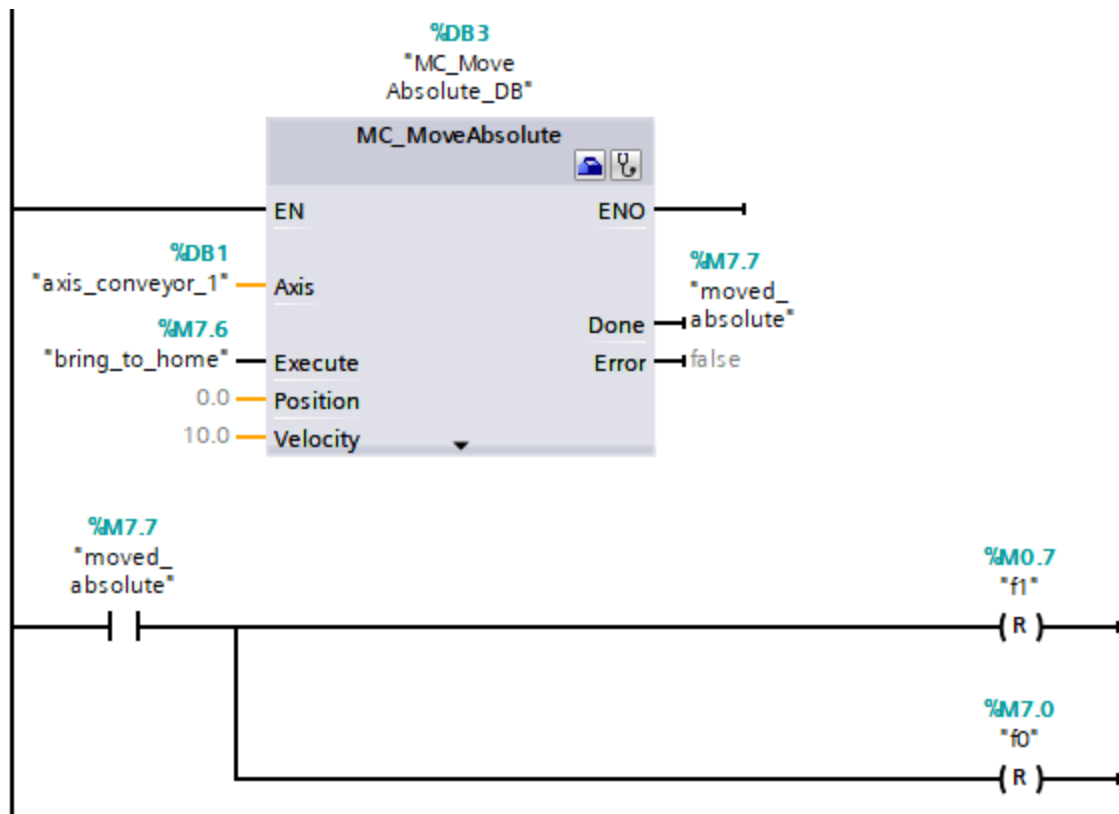 %DB3
"MC_Move
Absolute_DB"
MC_MoveAbsolute
EN ENO
%DB1
"axis_conveyor_1" Axis
%M7.7
"moved_
absolute"
Done
%M7.6
"bring_to_home" Execute
Error false
0.0 Position
10.0 Velocity
%M7.7
"moved_
absolute"
%M0.7
"f1"
( R )
%M7.0
"f0"
( R )